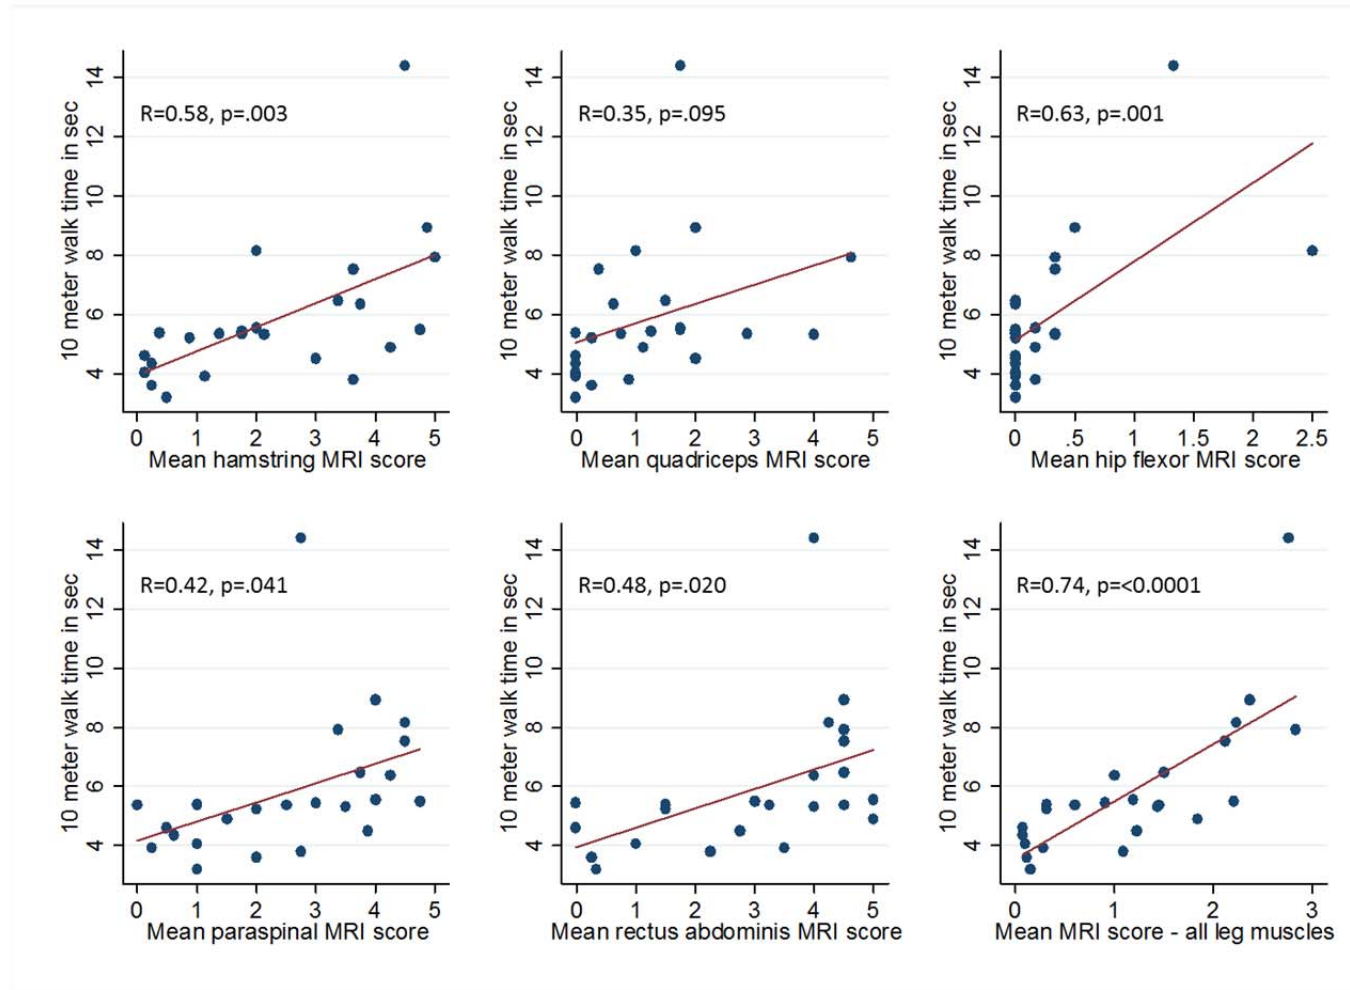 R=0.58, p=.003
10 meter walk time in sec
14
12
10
8
6
4
0 1 2 3 4 5
Mean hamstring MRI score
R=0.35, p=.095
10 meter walk time in sec
14
12
10
8
6
4
0 1 2 3 4 5
Mean quadriceps MRI score
R=0.63, p=.001
10 meter walk time in sec
14
12
10
8
6
4
0 .5 1 1.5 2 2.5
Mean hip flexor MRI score
R=0.42, p=.041
10 meter walk time in sec
14
12
10
8
6
4
0 1 2 3 4 5
Mean paraspinal MRI score
R=0.48, p=.020
10 meter walk time in sec
14
12
10
8
6
4
0 1 2 3 4 5
Mean rectus abdominis MRI score
R=0.74, p=<0.0001
10 meter walk time in sec
14
12
10
8
6
4
0 1 2 3
Mean MRI score - all leg muscles